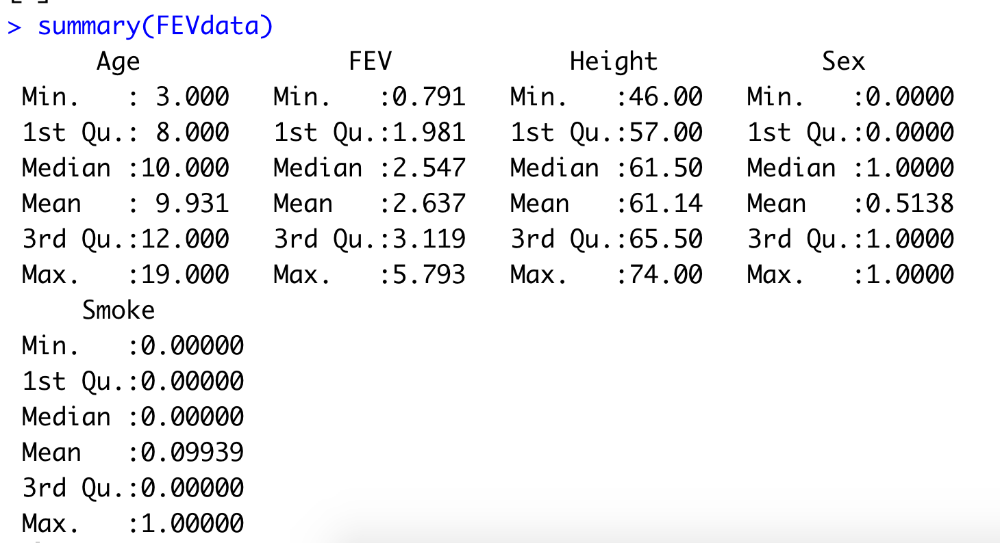 > summary(FEVdata)
      Age              FEV            Height           Sex
 Min.   : 3.000   Min.   :0.791   Min.   :46.00   Min.   :0.0000
 1st Qu.: 8.000   1st Qu.:1.981   1st Qu.:57.00   1st Qu.:0.0000
 Median :10.000   Median :2.547   Median :61.50   Median :1.0000
 Mean   : 9.931   Mean   :2.637   Mean   :61.14   Mean   :0.5138
 3rd Qu.:12.000   3rd Qu.:3.119   3rd Qu.:65.50   3rd Qu.:1.0000
 Max.   :19.000   Max.   :5.793   Max.   :74.00   Max.   :1.0000
     Smoke
 Min.   :0.00000
 1st Qu.:0.00000
 Median :0.00000
 Mean   :0.09939
 3rd Qu.:0.00000
 Max.   :1.00000